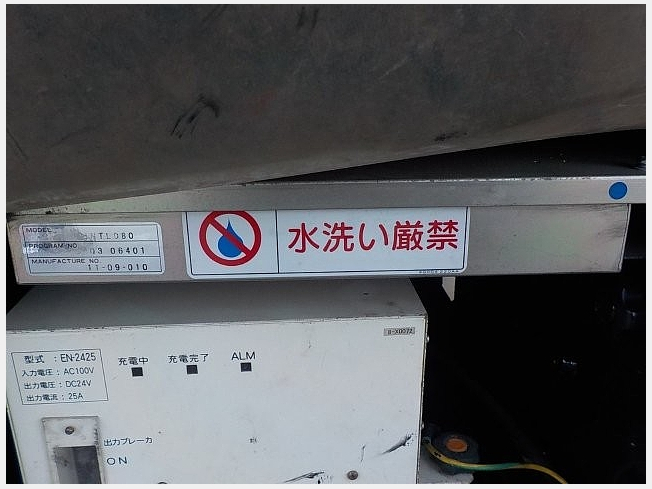 MODEL
NTL080
PROGRAM NO.
03 06401
MANUFACTURE NO.
11-09-010
水洗い厳禁
型式：EN-2425
入力電圧：AC100V
出力電圧：DC24V
出力電流：25A
充電中
充電完了
ALM
出力ブレーカ
ON